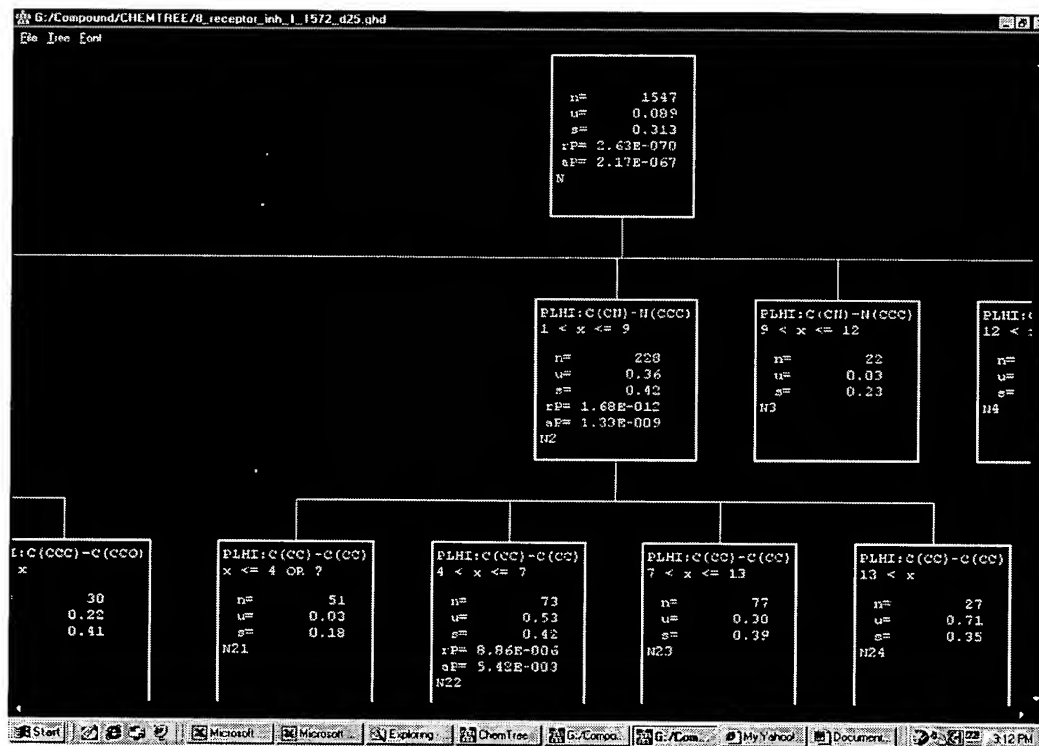 G:/Compound/CHEMTREE/8_receptor_inh_1_1572_d25.ghd
File Tree Font
n= 1547
u= 0.089
s= 0.313
rP= 2.63E-070
aP= 2.17E-067
N
PLHI:C(CN)-N(CCC)
1 < x <= 9
n= 228
u= 0.36
s= 0.42
rP= 1.68E-012
aP= 1.33E-009
N2
PLHI:C(CN)-N(CCC)
9 < x <= 12
n= 22
u= 0.03
s= 0.23
N3
PLHI:C
12 <
n=
u=
s=
N4
I:C(CCC)-C(CCO)
x
30
0.22
0.41
PLHI:C(CC)-C(CC)
x <= 4 OR ?
n= 51
u= 0.03
s= 0.18
N21
PLHI:C(CC)-C(CC)
4 < x <= 7
n= 73
u= 0.53
s= 0.42
rP= 8.86E-006
aP= 5.42E-003
N22
PLHI:C(CC)-C(CC)
7 < x <= 13
n= 77
u= 0.30
s= 0.39
N23
PLHI:C(CC)-C(CC)
13 < x
n= 27
u= 0.71
s= 0.35
N24
Start Microsoft... Microsoft... Exploring... ChemTree G:/Compo... G:/Com... My Yahoo! Document... 3:12 PM